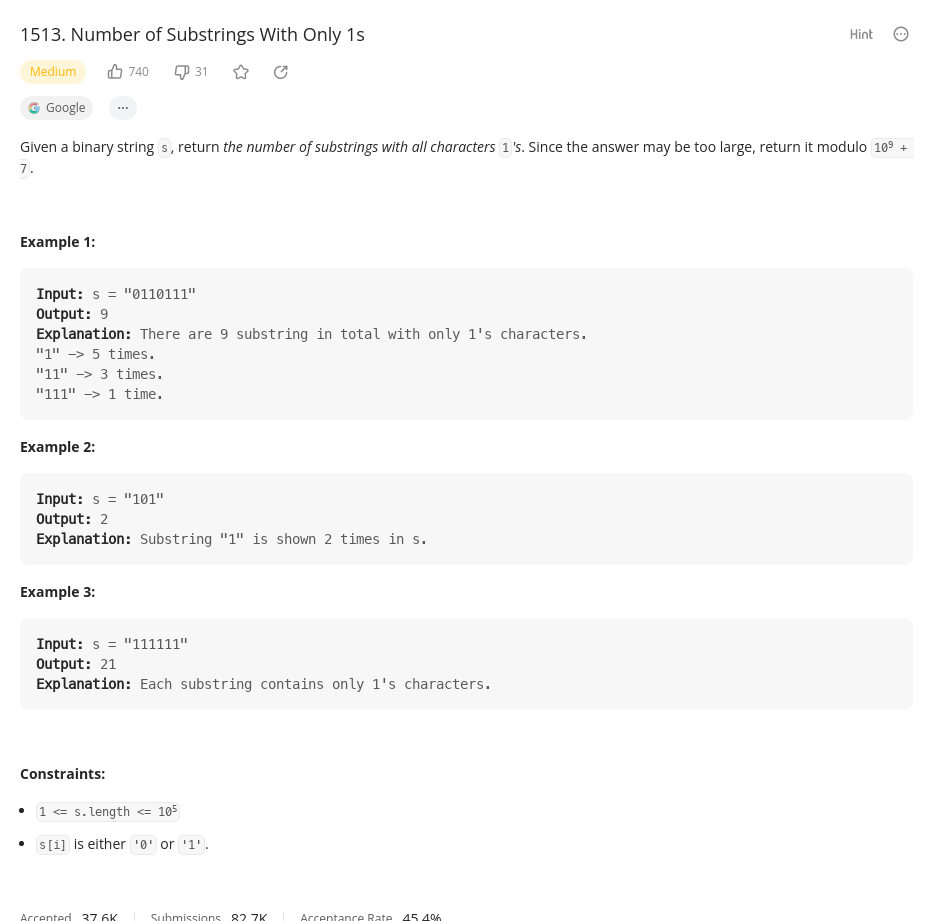 1513. Number of Substrings With Only 1s
Hint
Medium 740 31
Google ...
Given a binary string s, return the number of substrings with all characters 1's. Since the answer may be too large, return it modulo 10⁹ +
7.
Example 1:
Input: s = "0110111"
Output: 9
Explanation: There are 9 substring in total with only 1's characters.
"1" -> 5 times.
"11" -> 3 times.
"111" -> 1 time.
Example 2:
Input: s = "101"
Output: 2
Explanation: Substring "1" is shown 2 times in s.
Example 3:
Input: s = "111111"
Output: 21
Explanation: Each substring contains only 1's characters.
Constraints:
• 1 <= s.length <= 10⁵
• s[i] is either '0' or '1'.
Accepted 37.6K Submissions 82.7K Acceptance Rate 45.4%